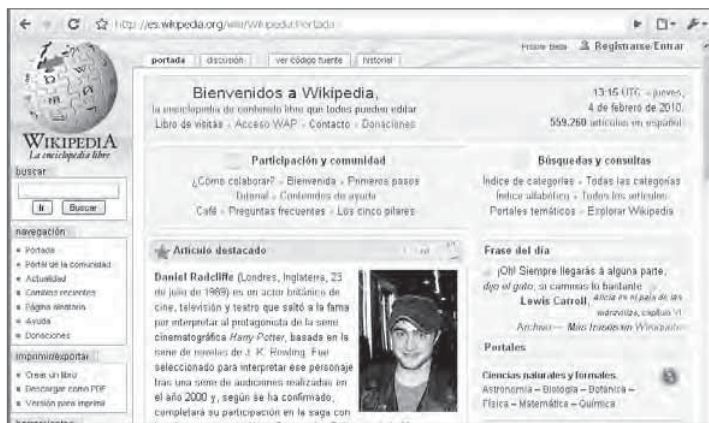 http://es.wikipedia.org/wiki/Wikipedia:Portada
Registrarse/Entrar
portada discusión ver código fuente historial
WIKIPEDIA
La enciclopedia libre
buscar
Ir Buscar
navegación
Portada
Portal de la comunidad
Actualidad
Cambios recientes
Página aleatoria
Ayuda
Donaciones
imprimir/exportar
Crear un libro
Descargar como PDF
Versión para imprimir
Bienvenidos a Wikipedia,
la enciclopedia de contenido libre que todos pueden editar
Libro de visitas - Acceso WAP - Contacto - Donaciones
13:15 UTC - jueves,
4 de febrero de 2010.
559.260 artículos en español
Participación y comunidad
¿Cómo colaborar? - Bienvenida - Primeros pasos
Tutorial - Contenidos de ayuda
Café - Preguntas frecuentes - Los cinco pilares
Búsquedas y consultas
Índice de categorías - Todas las categorías
Índice alfabético - Todos los artículos
Portales temáticos - Explorar Wikipedia
Artículo destacado
Daniel Radcliffe (Londres, Inglaterra, 23
de julio de 1989) es un actor británico de
cine, televisión y teatro que saltó a la fama
por interpretar al protagonista de la serie
cinematográfica Harry Potter, basada en la
serie de novelas de J. K. Rowling. Fue
seleccionado para interpretar ese personaje
tras una serie de audiciones realizadas en
el año 2000 y, según se ha confirmado,
completará su participación en la saga con
Frase del día
¡Oh! Siempre llegarás a alguna parte,
dijo el gato, si caminas lo bastante
Lewis Carroll, Alicia en el país de las
maravillas, capítulo VI
Archivo — Más frases en Wikiquote
Portales
Ciencias naturales y formales.
Astronomía – Biología – Botánica –
Física – Matemática – Química